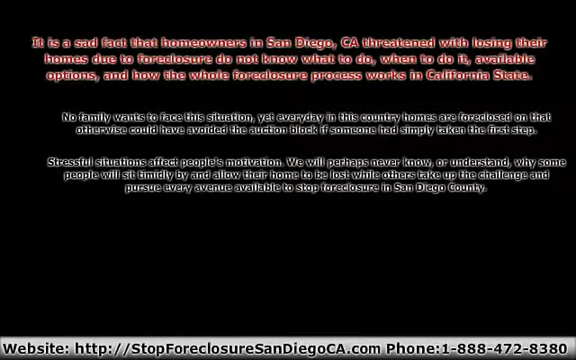 It is a sad fact that homeowners in San Diego, CA threatened with losing their
homes due to foreclosure do not know what to do, when to do it, available
options, and how the whole foreclosure process works in California State.
No family wants to face this situation, yet everyday in this country homes are foreclosed on that
otherwise could have avoided the auction block if someone had simply taken the first step.
Stressful situations affect people's motivation. We will perhaps never know, or understand, why some
people will sit timidly by and allow their home to be lost while others take up the challenge and
pursue every avenue available to stop foreclosure in San Diego County.
Website: http://StopForeclosureSanDiegoCA.com Phone:1-888-472-8380